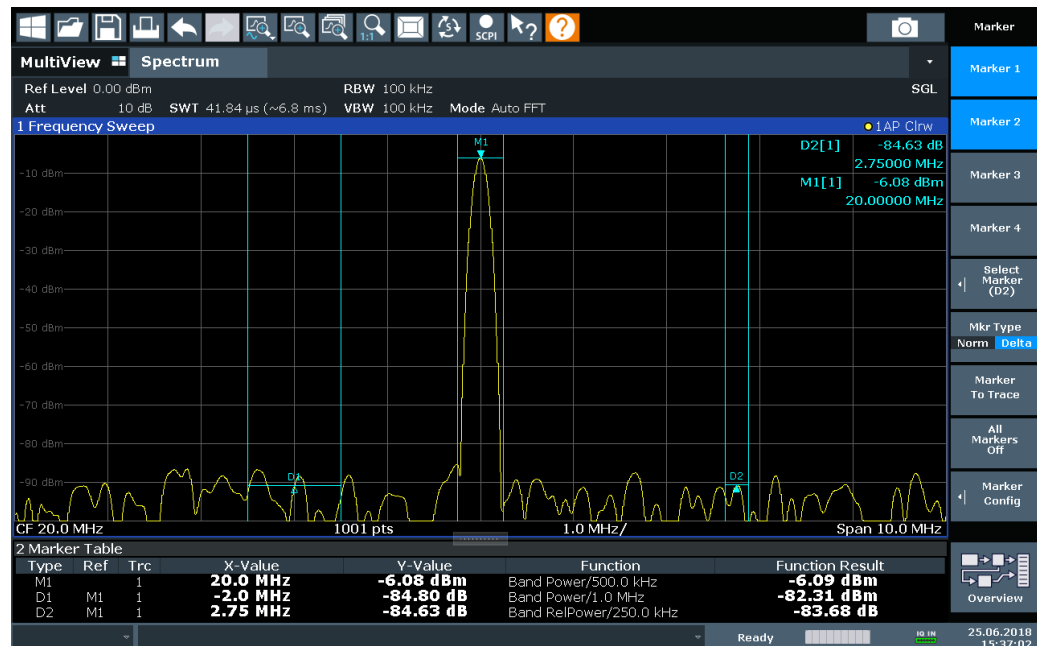 1:1 SCPI ? ? Marker
MultiView Spectrum
Ref Level 0.00 dBm RBW 100 kHz SGL
Att 10 dB SWT 41.84 µs (~6.8 ms) VBW 100 kHz Mode Auto FFT
1 Frequency Sweep 1AP Clrw
M1
D2[1] -84.63 dB
2.75000 MHz
M1[1] -6.08 dBm
20.00000 MHz
-10 dBm
-20 dBm
-30 dBm
-40 dBm
-50 dBm
-60 dBm
-70 dBm
-80 dBm
-90 dBm
D1
D2
CF 20.0 MHz 1001 pts 1.0 MHz/ Span 10.0 MHz
2 Marker Table
Type Ref Trc X-Value Y-Value Function Function Result
M1 1 20.0 MHz -6.08 dBm Band Power/500.0 kHz -6.09 dBm
D1 M1 1 -2.0 MHz -84.80 dB Band Power/1.0 MHz -82.31 dBm
D2 M1 1 2.75 MHz -84.63 dB Band RelPower/250.0 kHz -83.68 dB
Marker 1
Marker 2
Marker 3
Marker 4
Select
Marker
(D2)
Mkr Type
Norm Delta
Marker
To Trace
All
Markers
Off
Marker
Config
Overview
Ready IQ IN 25.06.2018
15:37:02